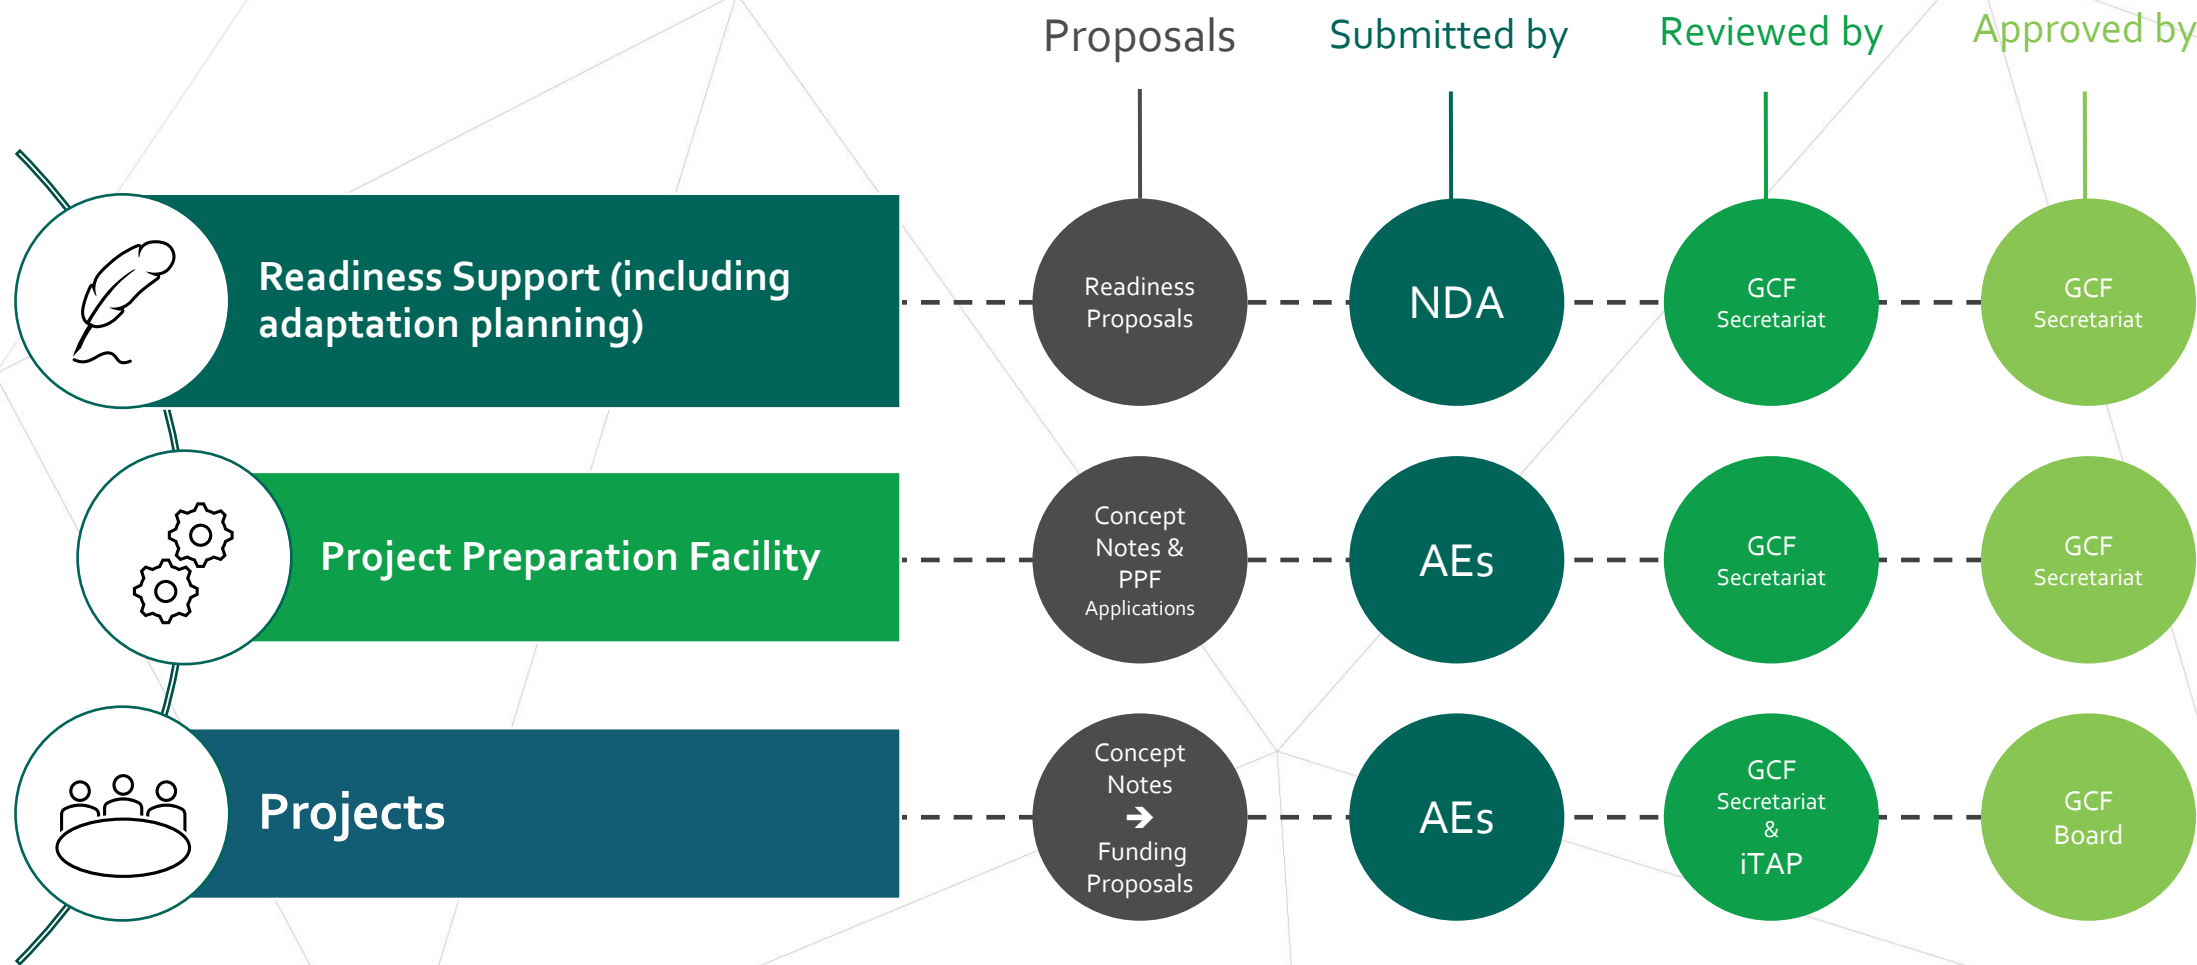 Proposals
Submitted by
Reviewed by
Approved by
Readiness Support (including
adaptation planning)
Readiness
Proposals
NDA
GCF
Secretariat
GCF
Secretariat
Project Preparation Facility
Concept
Notes &
PPF
Applications
AEs
GCF
Secretariat
GCF
Secretariat
Projects
Concept
Notes
➔
Funding
Proposals
AEs
GCF
Secretariat
&
iTAP
GCF
Board